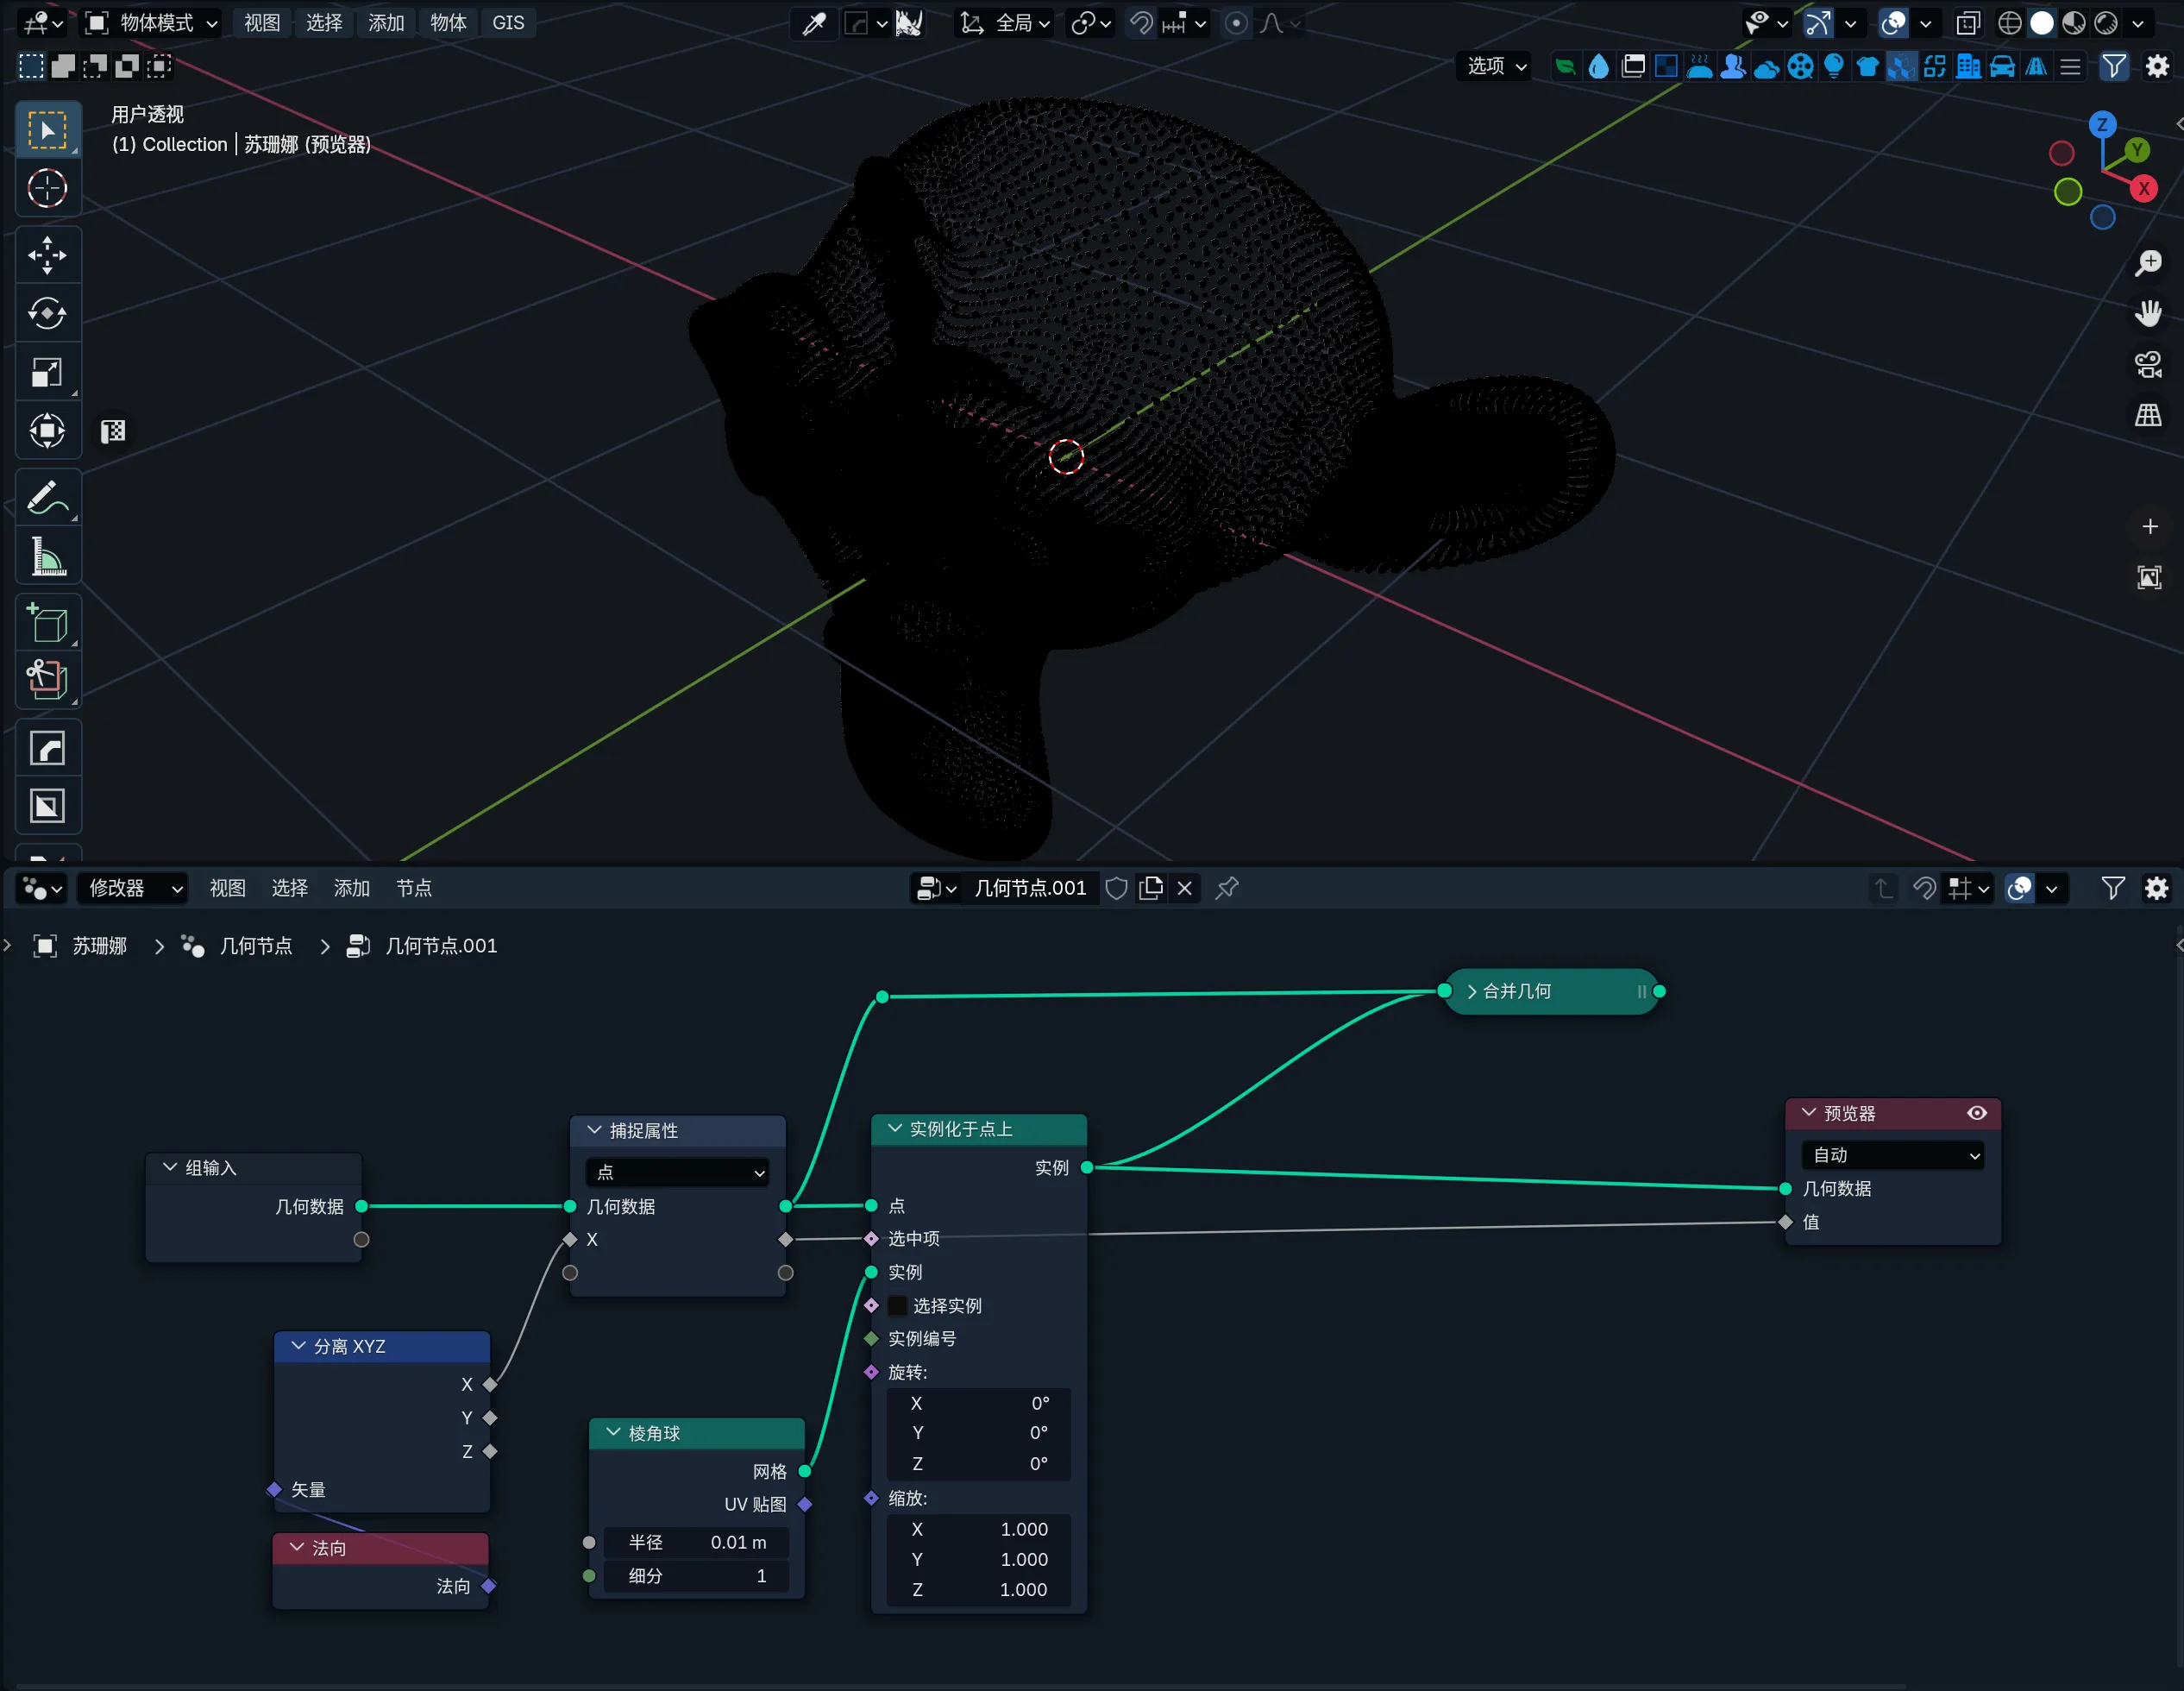 物体模式 视图 选择 添加 物体 GIS 全局
选项
用户透视
(1) Collection | 苏珊娜 (预览器)
Z
Y
X
修改器 视图 选择 添加 节点 几何节点.001
苏珊娜 几何节点 几何节点.001
合并几何
预览器
自动
几何数据
值
组输入
几何数据
捕捉属性
点
几何数据
X
实例化于点上
实例
点
选中项
实例
选择实例
实例编号
旋转:
X 0°
Y 0°
Z 0°
缩放:
X 1.000
Y 1.000
Z 1.000
分离 XYZ
X
Y
Z
矢量
法向
法向
棱角球
网格
UV 贴图
半径 0.01 m
细分 1